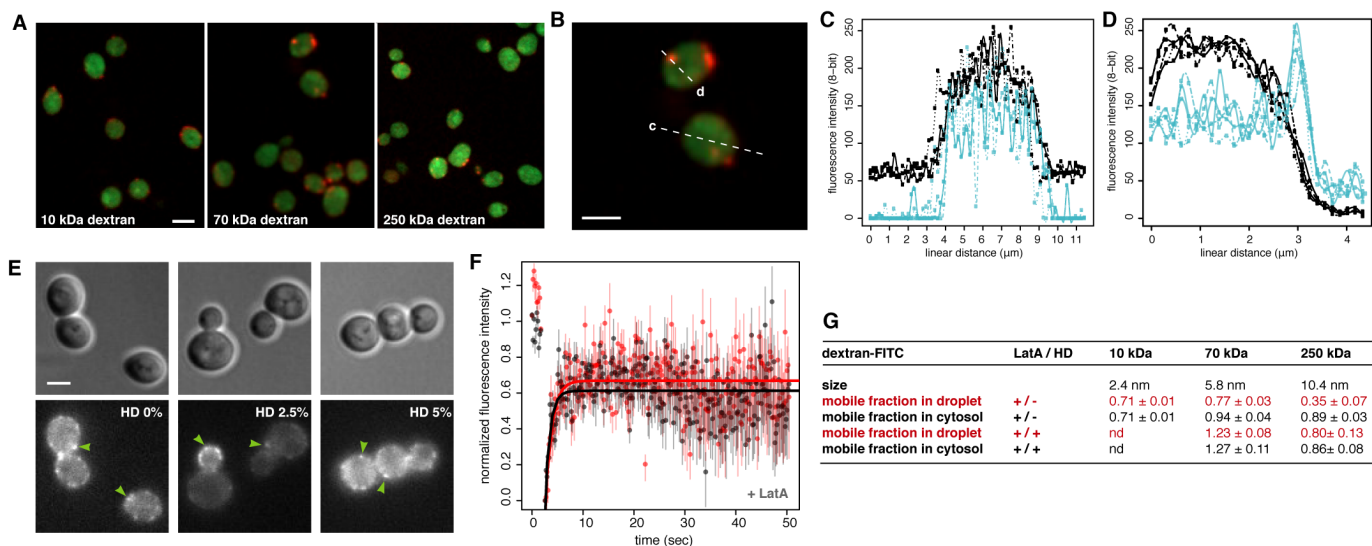 A
10 kDa dextran
70 kDa dextran
250 kDa dextran
B
d
c
C
fluorescence intensity (8−bit)
250
200
150
100
50
0
0 1 2 3 4 5 6 7 8 9 10 11
linear distance (μm)
D
fluorescence intensity (8−bit)
250
200
150
100
50
0
0 1 2 3 4
linear distance (μm)
E
HD 0%
HD 2.5%
HD 5%
F
normalized fluorescence intensity
1.2
1.0
0.8
0.6
0.4
0.2
0.0
+ LatA
0 10 20 30 40 50
time (sec)
G
dextran-FITC LatA / HD 10 kDa 70 kDa 250 kDa
size 2.4 nm 5.8 nm 10.4 nm
mobile fraction in droplet + / - 0.71 ± 0.01 0.77 ± 0.03 0.35 ± 0.07
mobile fraction in cytosol + / - 0.71 ± 0.01 0.94 ± 0.04 0.89 ± 0.03
mobile fraction in droplet + / + nd 1.23 ± 0.08 0.80± 0.13
mobile fraction in cytosol + / + nd 1.27 ± 0.11 0.86± 0.08